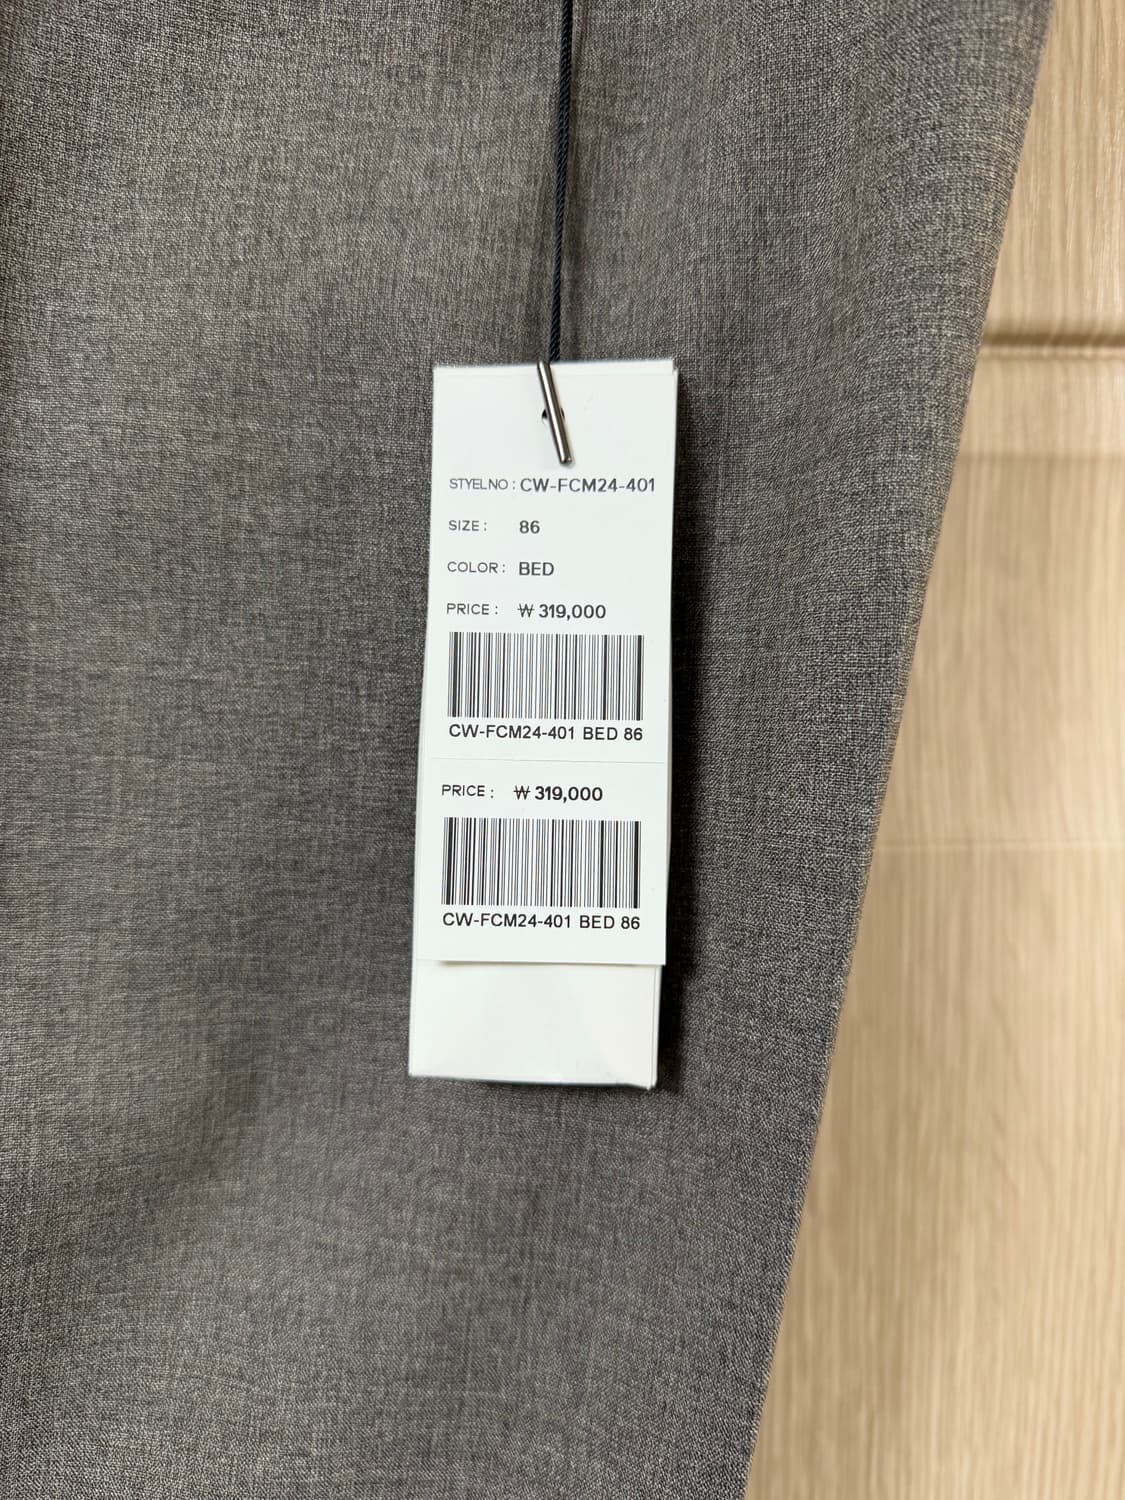 STYELNO : CW-FCM24-401
SIZE : 86
COLOR : BED
PRICE : ₩ 319,000
CW-FCM24-401 BED 86
PRICE : ₩ 319,000
CW-FCM24-401 BED 86